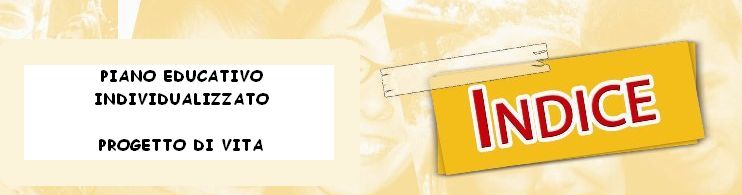 PIANO EDUCATIVO
INDIVIDUALIZZATO
PROGETTO DI VITA
INDICE